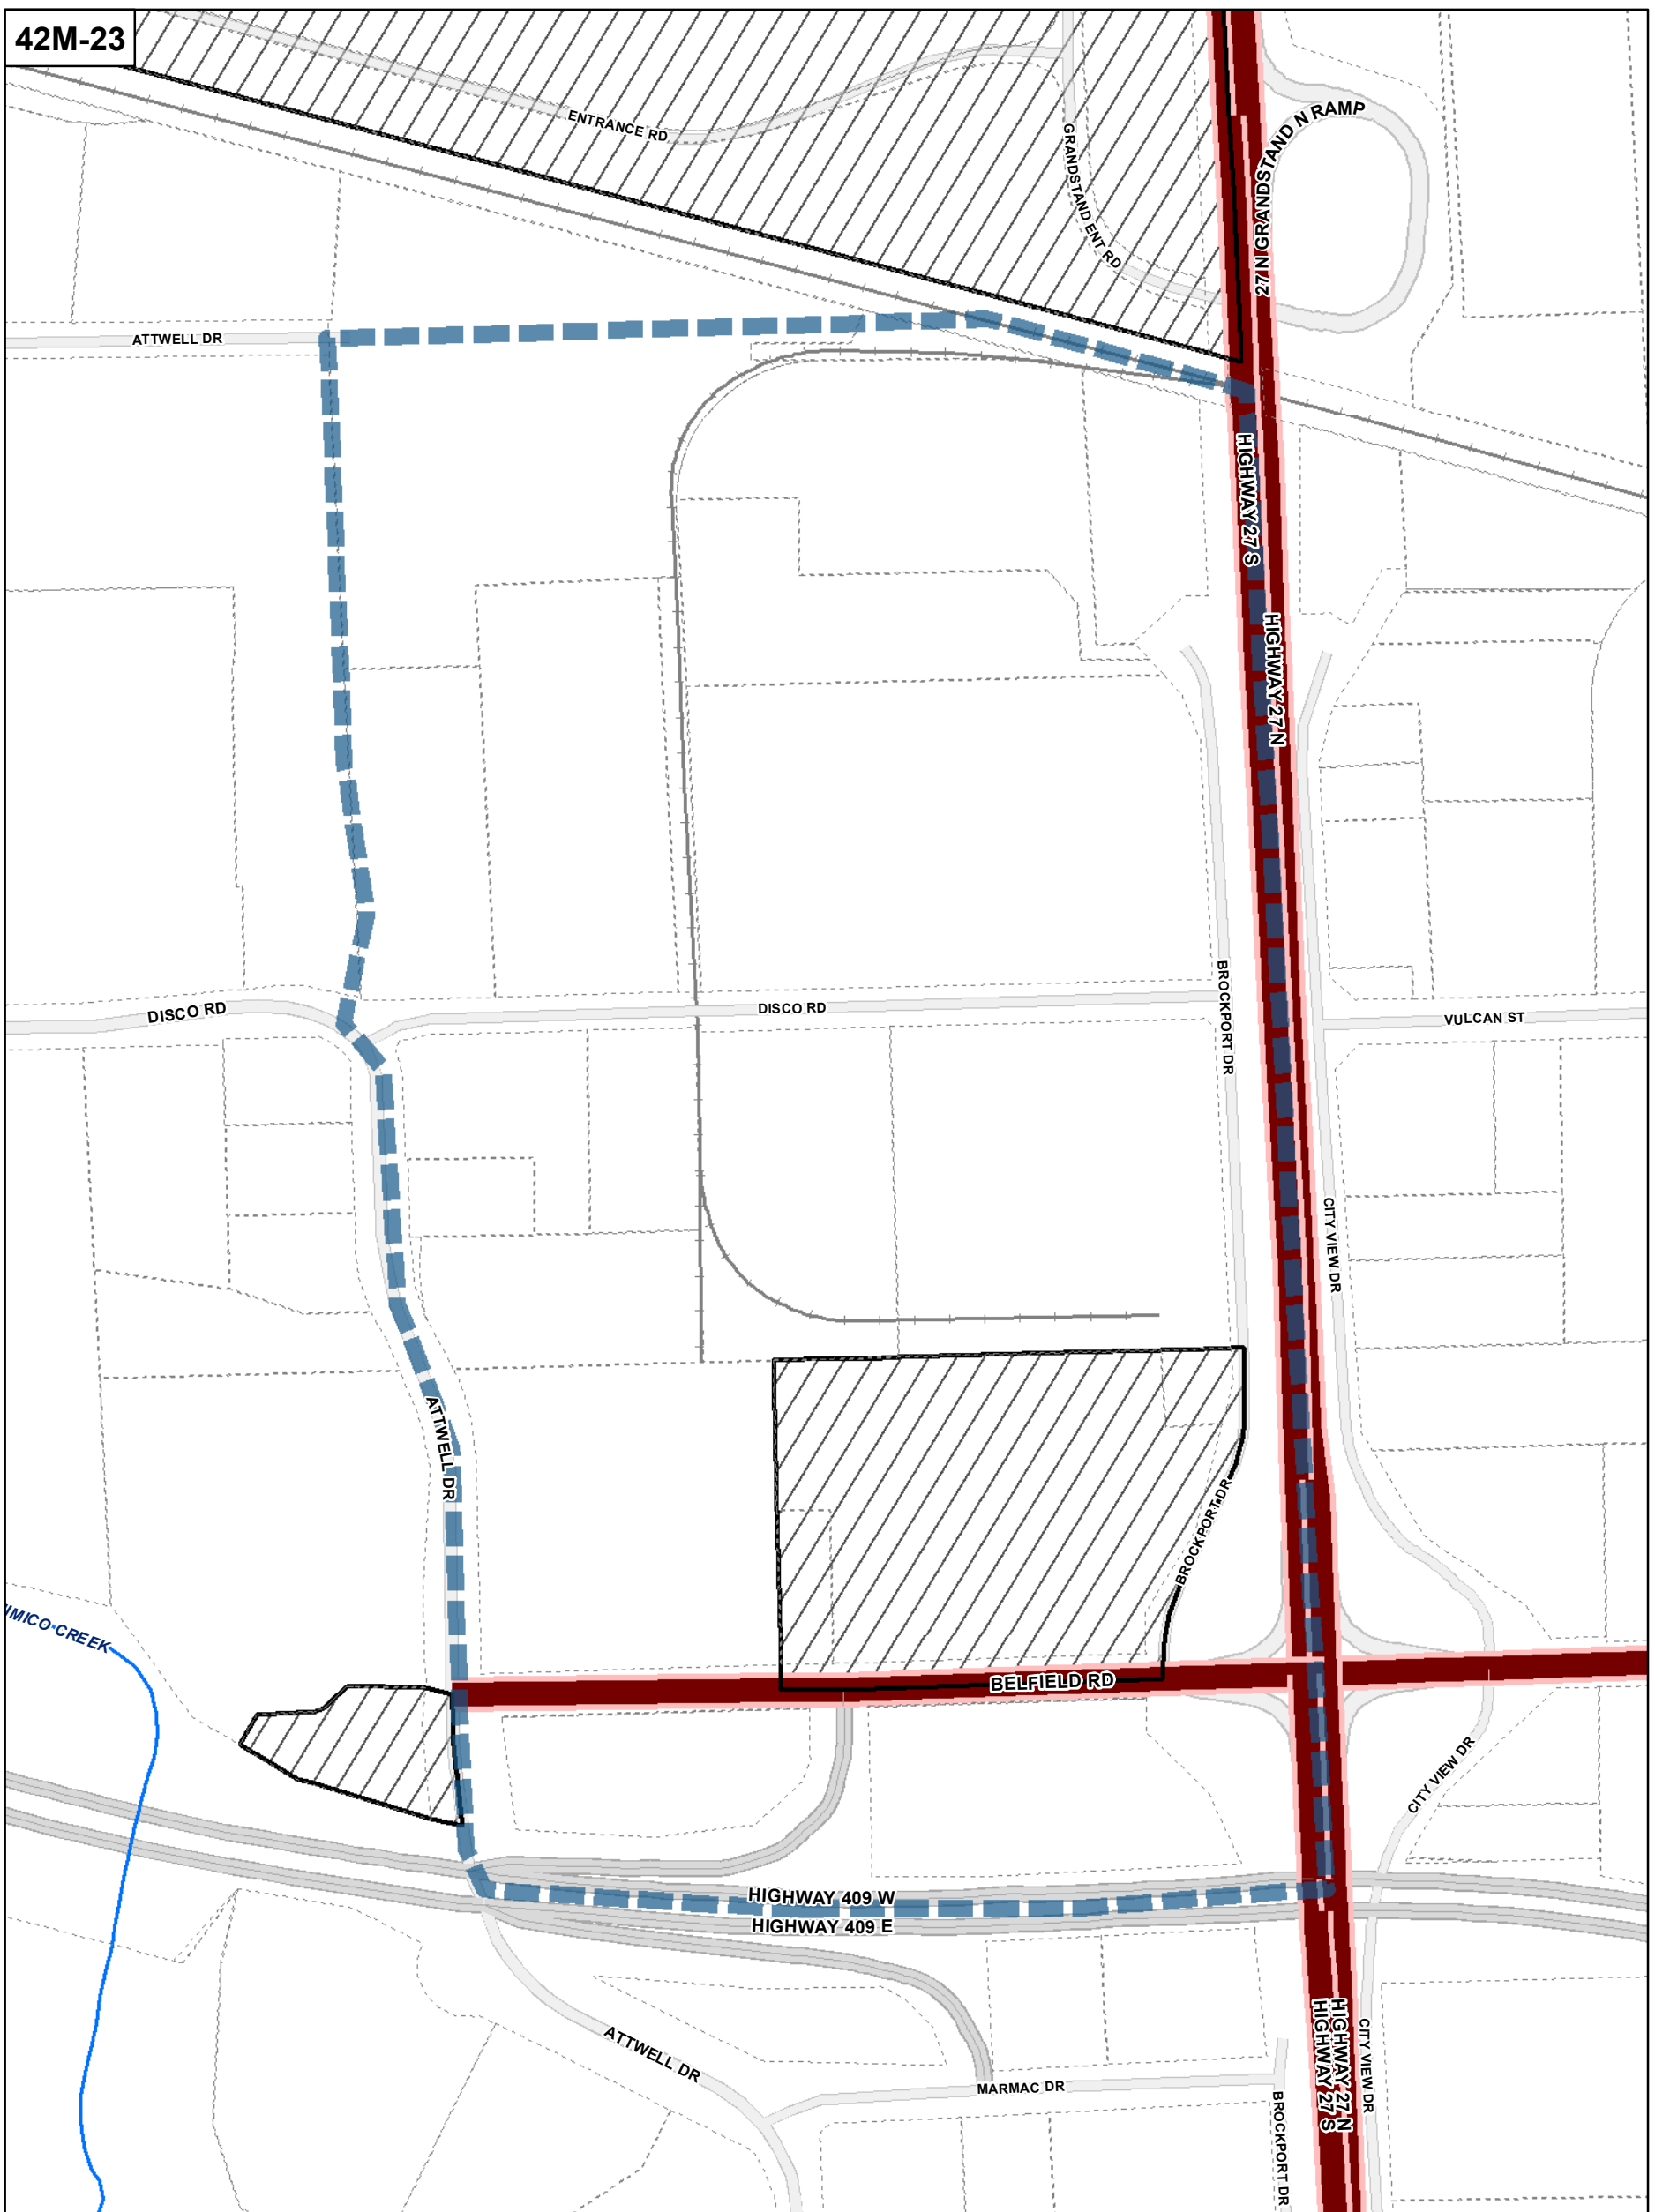 42M-23
ENTRANCE RD
GRANDSTAND ENT RD
27 N GRANDSTAND N RAMP
ATTWELL DR
HIGHWAY 27 S
HIGHWAY 27 N
BROCKPORT DR
DISCO RD
DISCO RD
VULCAN ST
CITY VIEW DR
ATTWELL DR
BROCKPORT DR
IMICO CREEK
BELFIELD RD
CITY VIEW DR
HIGHWAY 409 W
HIGHWAY 409 E
ATTWELL DR
MARMAC DR
BROCKPORT DR
HIGHWAY 27 S
HIGHWAY 27 N
CITY VIEW DR